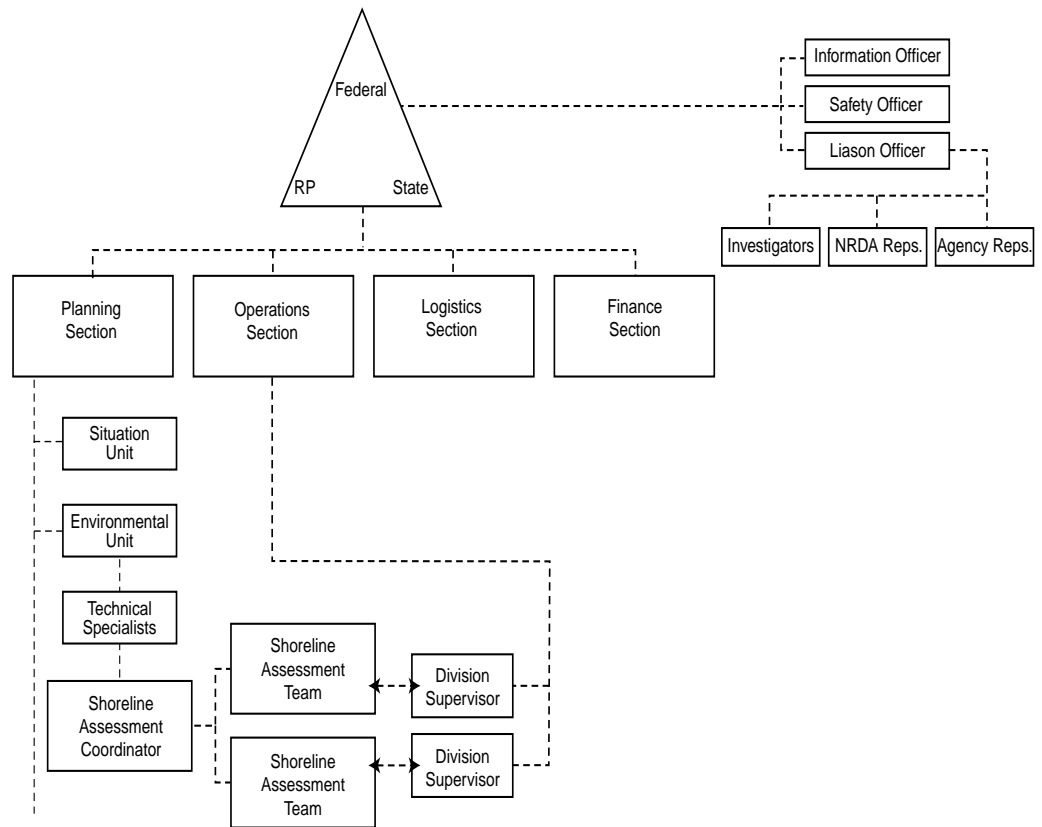 Federal
RP State
Information Officer
Safety Officer
Liason Officer
Investigators
NRDA Reps.
Agency Reps.
Planning
Section
Operations
Section
Logistics
Section
Finance
Section
Situation
Unit
Environmental
Unit
Technical
Specialists
Shoreline
Assessment
Coordinator
Shoreline
Assessment
Team
Division
Supervisor
Shoreline
Assessment
Team
Division
Supervisor